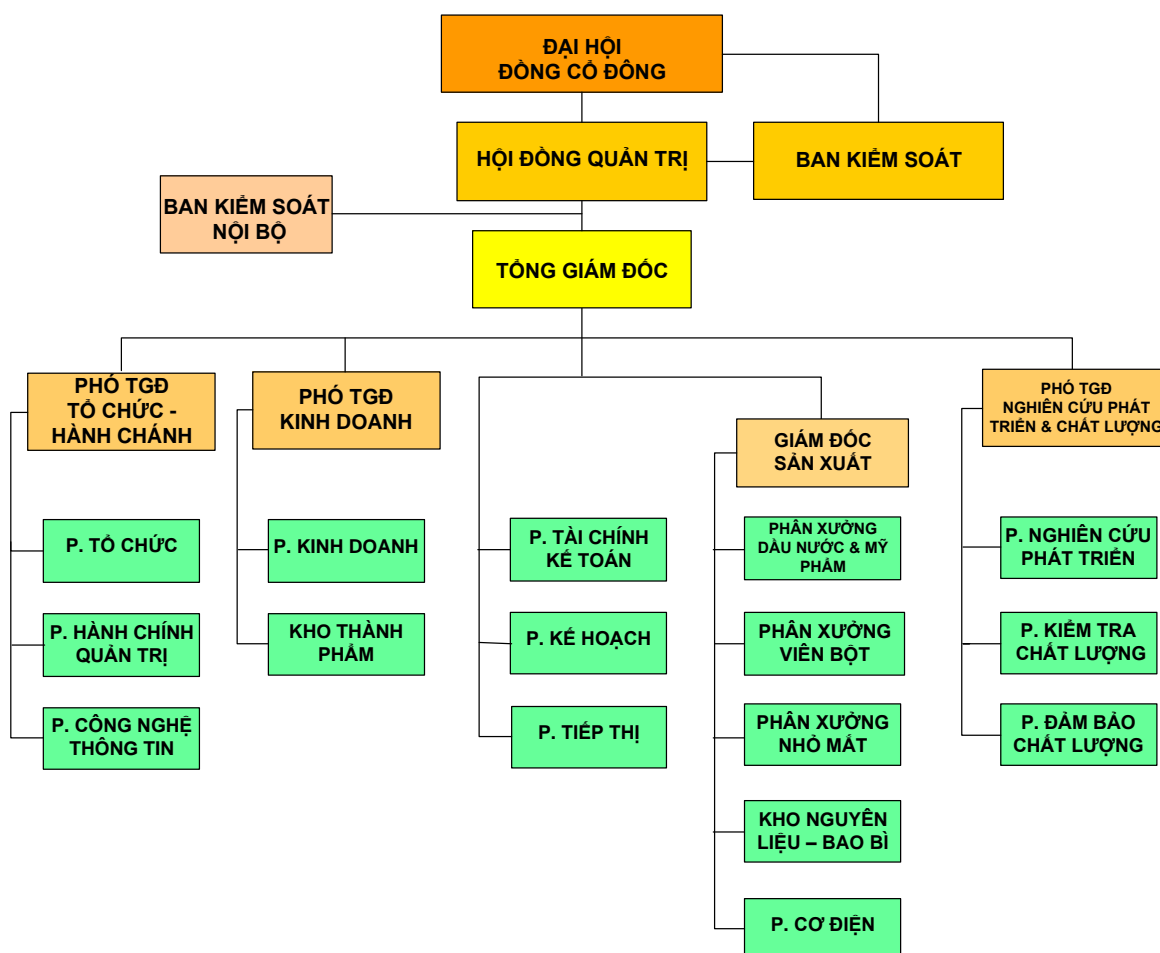 ĐẠI HỘI
ĐỒNG CỔ ĐÔNG
HỘI ĐỒNG QUẢN TRỊ
BAN KIỂM SOÁT
BAN KIỂM SOÁT
NỘI BỘ
TỔNG GIÁM ĐỐC
PHÓ TGĐ
TỔ CHỨC -
HÀNH CHÁNH
PHÓ TGĐ
KINH DOANH
GIÁM ĐỐC
SẢN XUẤT
PHÓ TGĐ
NGHIÊN CỨU PHÁT
TRIỂN & CHẤT LƯỢNG
P. TỔ CHỨC
P. HÀNH CHÍNH
QUẢN TRỊ
P. CÔNG NGHỆ
THÔNG TIN
P. KINH DOANH
KHO THÀNH
PHẨM
P. TÀI CHÍNH
KẾ TOÁN
P. KẾ HOẠCH
P. TIẾP THỊ
PHÂN XƯỞNG
DẦU NƯỚC & MỸ
PHẨM
PHÂN XƯỞNG
VIÊN BỘT
PHÂN XƯỞNG
NHỎ MẮT
KHO NGUYÊN
LIỆU – BAO BÌ
P. CƠ ĐIỆN
P. NGHIÊN CỨU
PHÁT TRIỂN
P. KIỂM TRA
CHẤT LƯỢNG
P. ĐẢM BẢO
CHẤT LƯỢNG